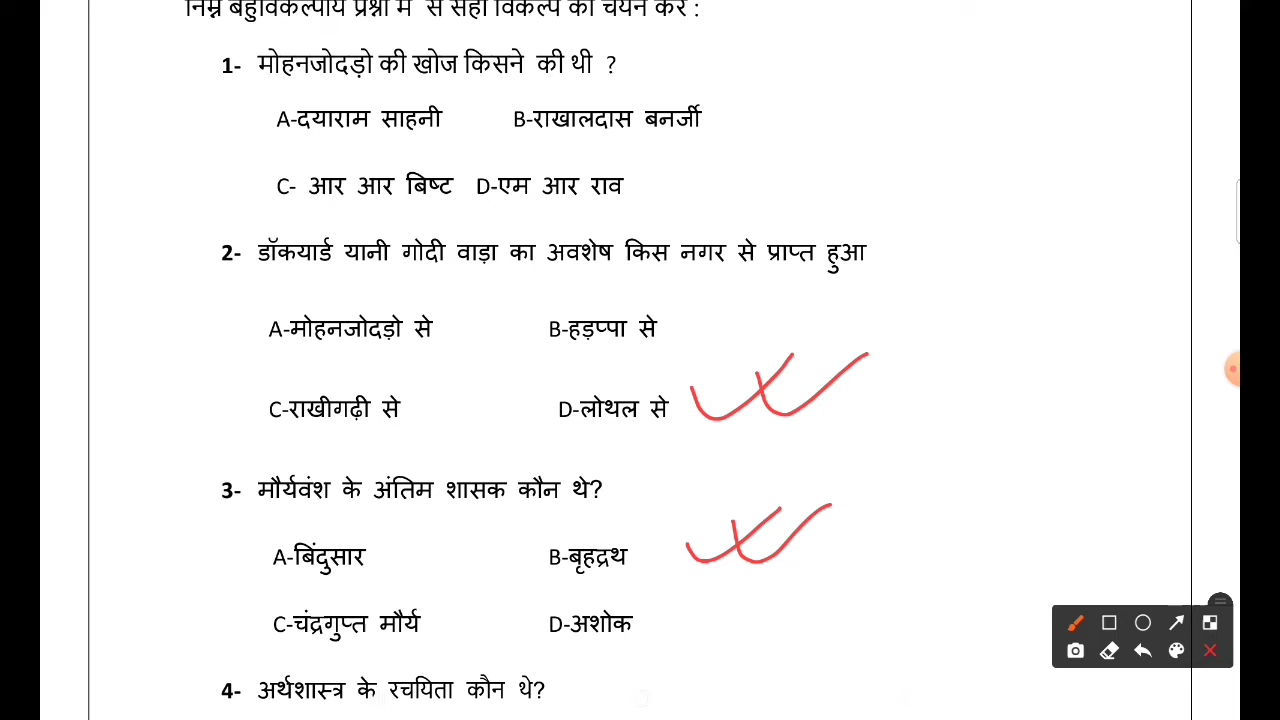 निम्न बहुविकल्पीय प्रश्नों में से सही विकल्प का चयन करें :
1- मोहनजोदड़ो की खोज किसने की थी ?
A-दयाराम साहनी B-राखालदास बनर्जी
C- आर आर बिष्ट D-एम आर राव
2- डॉकयार्ड यानी गोदी वाड़ा का अवशेष किस नगर से प्राप्त हुआ
A-मोहनजोदड़ो से B-हड़प्पा से
C-राखीगढ़ी से D-लोथल से
3- मौर्यवंश के अंतिम शासक कौन थे?
A-बिंदुसार B-बृहद्रथ
C-चंद्रगुप्त मौर्य D-अशोक
4- अर्थशास्त्र के रचयिता कौन थे?